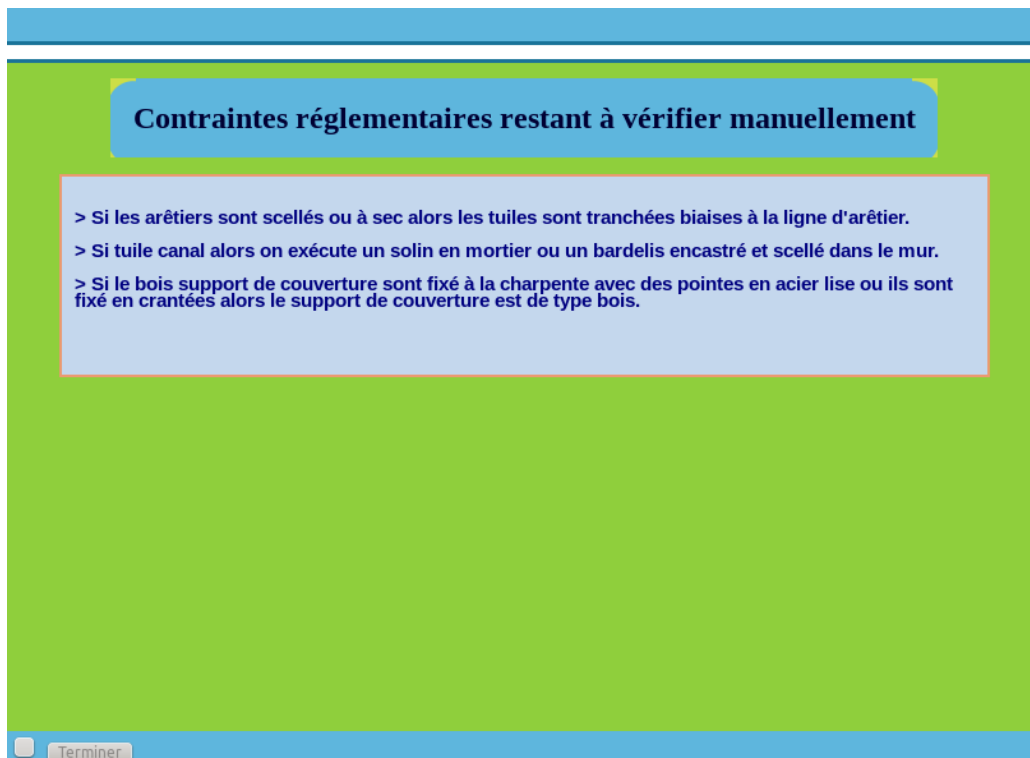 Contraintes réglementaires restant à vérifier manuellement
> Si les arêtiers sont scellés ou à sec alors les tuiles sont tranchées biaises à la ligne d'arêtier.
> Si tuile canal alors on exécute un solin en mortier ou un bardelis encastré et scellé dans le mur.
> Si le bois support de couverture sont fixé à la charpente avec des pointes en acier lise ou ils sont
fixé en crantées alors le support de couverture est de type bois.
Terminer